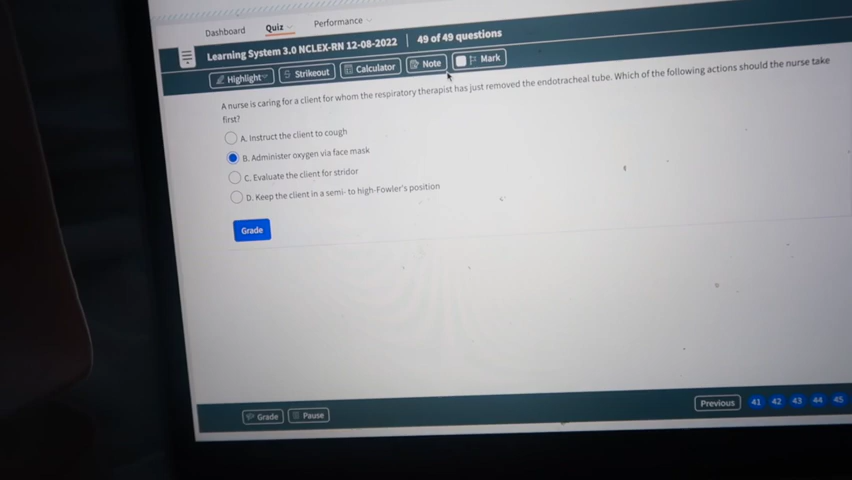 Dashboard
Quiz
Performance
Learning System 3.0 NCLEX-RN 12-08-2022
49 of 49 questions
Highlight
Strikeout
Calculator
Note
Mark
A nurse is caring for a client for whom the respiratory therapist has just removed the endotracheal tube. Which of the following actions should the nurse take
first?
A. Instruct the client to cough
B. Administer oxygen via face mask
C. Evaluate the client for stridor
D. Keep the client in a semi- to high-Fowler's position
Grade
Grade
Pause
Previous
41
42
43
44
45